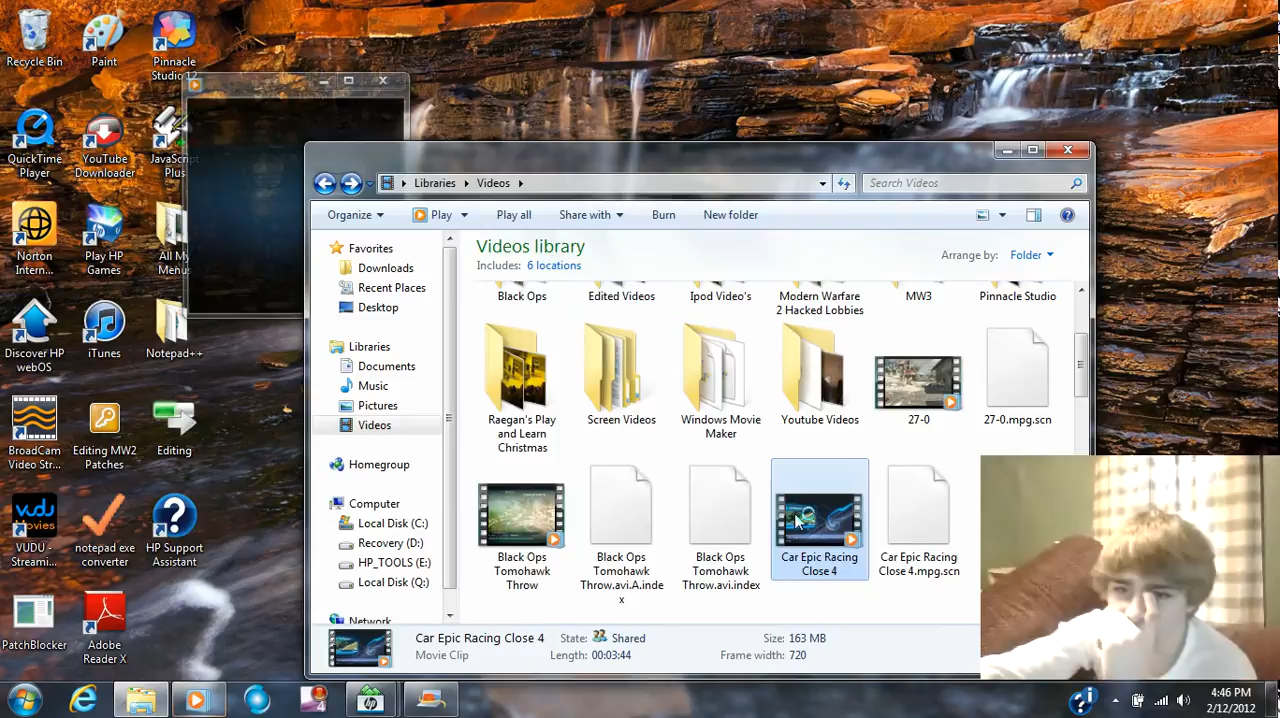 Recycle Bin
Paint
Pinnacle
Studio 12
QuickTime
Player
YouTube
Downloader
JavaScript
Plus
Norton
Intern...
Play HP
Games
All My
Menus
Discover HP
webOS
iTunes
Notepad++
BroadCam
Video Str...
Editing MW2
Patches
Editing
VUDU -
Streami...
notepad exe
converter
HP Support
Assistant
PatchBlocker
Adobe
Reader X
Libraries
Videos
Search Videos
Organize
Play
Play all
Share with
Burn
New folder
Favorites
Downloads
Recent Places
Desktop
Libraries
Documents
Music
Pictures
Videos
Homegroup
Computer
Local Disk (C:)
Recovery (D:)
HP_TOOLS (E:)
Local Disk (Q:)
Network
Videos library
Includes: 6 locations
Arrange by: Folder
Black Ops
Edited Videos
Ipod Video's
Modern Warfare
2 Hacked Lobbies
MW3
Pinnacle Studio
Raegan's Play
and Learn
Christmas
Screen Videos
Windows Movie
Maker
Youtube Videos
27-0
27-0.mpg.scn
Black Ops
Tomohawk
Throw
Black Ops
Tomohawk
Throw.avi.A.inde
x
Black Ops
Tomohawk
Throw.avi.index
Car Epic Racing
Close 4
Car Epic Racing
Close 4.mpg.scn
Car Epic Racing Close 4
Movie Clip
State: Shared
Length: 00:03:44
Size: 163 MB
Frame width: 720
4:46 PM
2/12/2012